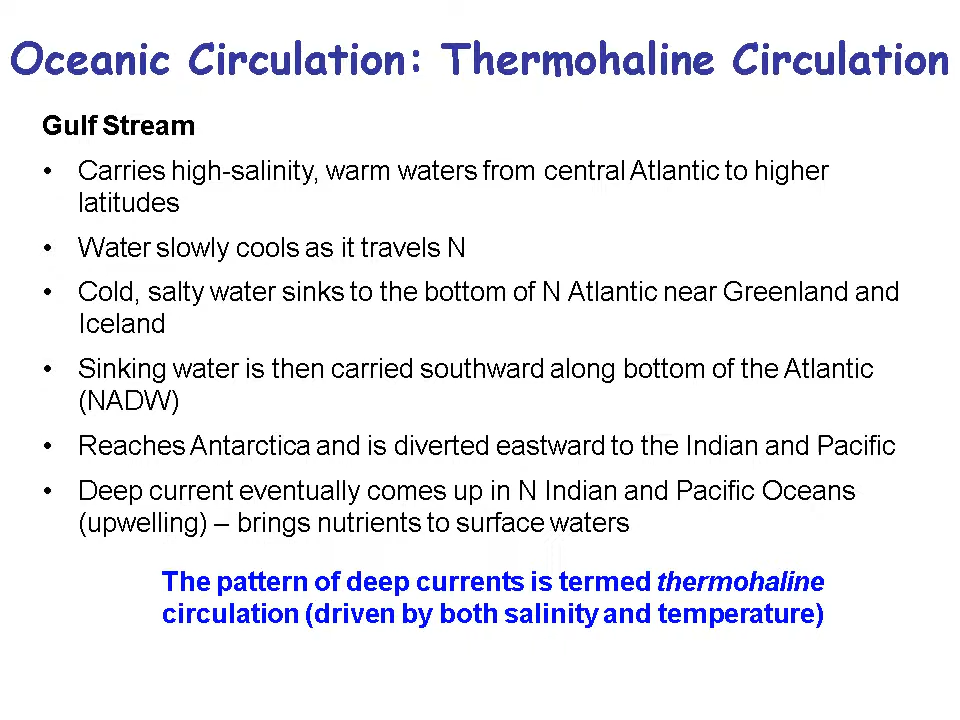 Oceanic Circulation: Thermohaline Circulation
Gulf Stream
• Carries high-salinity, warm waters from central Atlantic to higher
latitudes
• Water slowly cools as it travels N
• Cold, salty water sinks to the bottom of N Atlantic near Greenland and
Iceland
• Sinking water is then carried southward along bottom of the Atlantic
(NADW)
• Reaches Antarctica and is diverted eastward to the Indian and Pacific
• Deep current eventually comes up in N Indian and Pacific Oceans
(upwelling) – brings nutrients to surface waters
The pattern of deep currents is termed thermohaline
circulation (driven by both salinity and temperature)